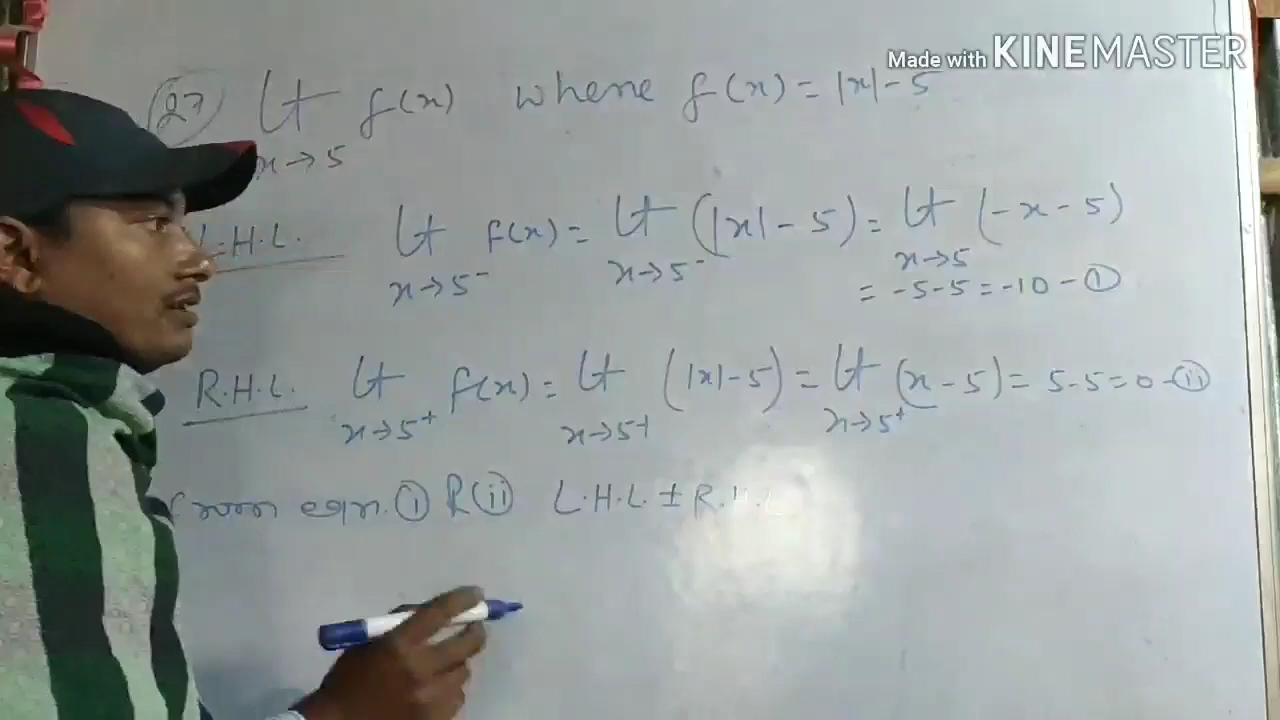 Made with KINEMASTER
(27) lt f(x) where f(x) = |x| - 5
x→5
L.H.L. lt f(x) = lt (|x| - 5) = lt (-x - 5)
x→5⁻ x→5⁻ x→5
= -5-5 = -10 - (i)
R.H.L. lt f(x) = lt (|x| - 5) = lt (x - 5) = 5-5 = 0 - (ii)
x→5⁺ x→5+ x→5⁺
from eqn. (i) & (ii) L.H.L. ≠ R.H.L